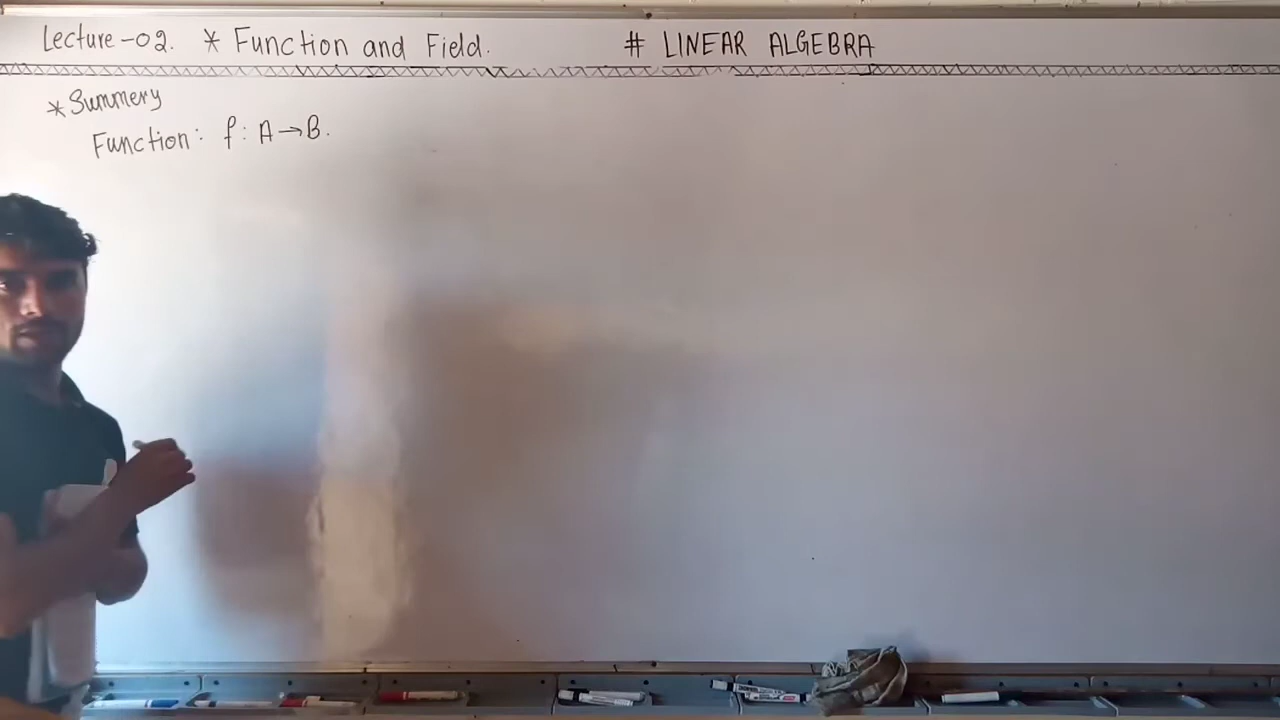 Lecture-02. * Function and Field. # LINEAR ALGEBRA
* Summery
Function: f: A→B.